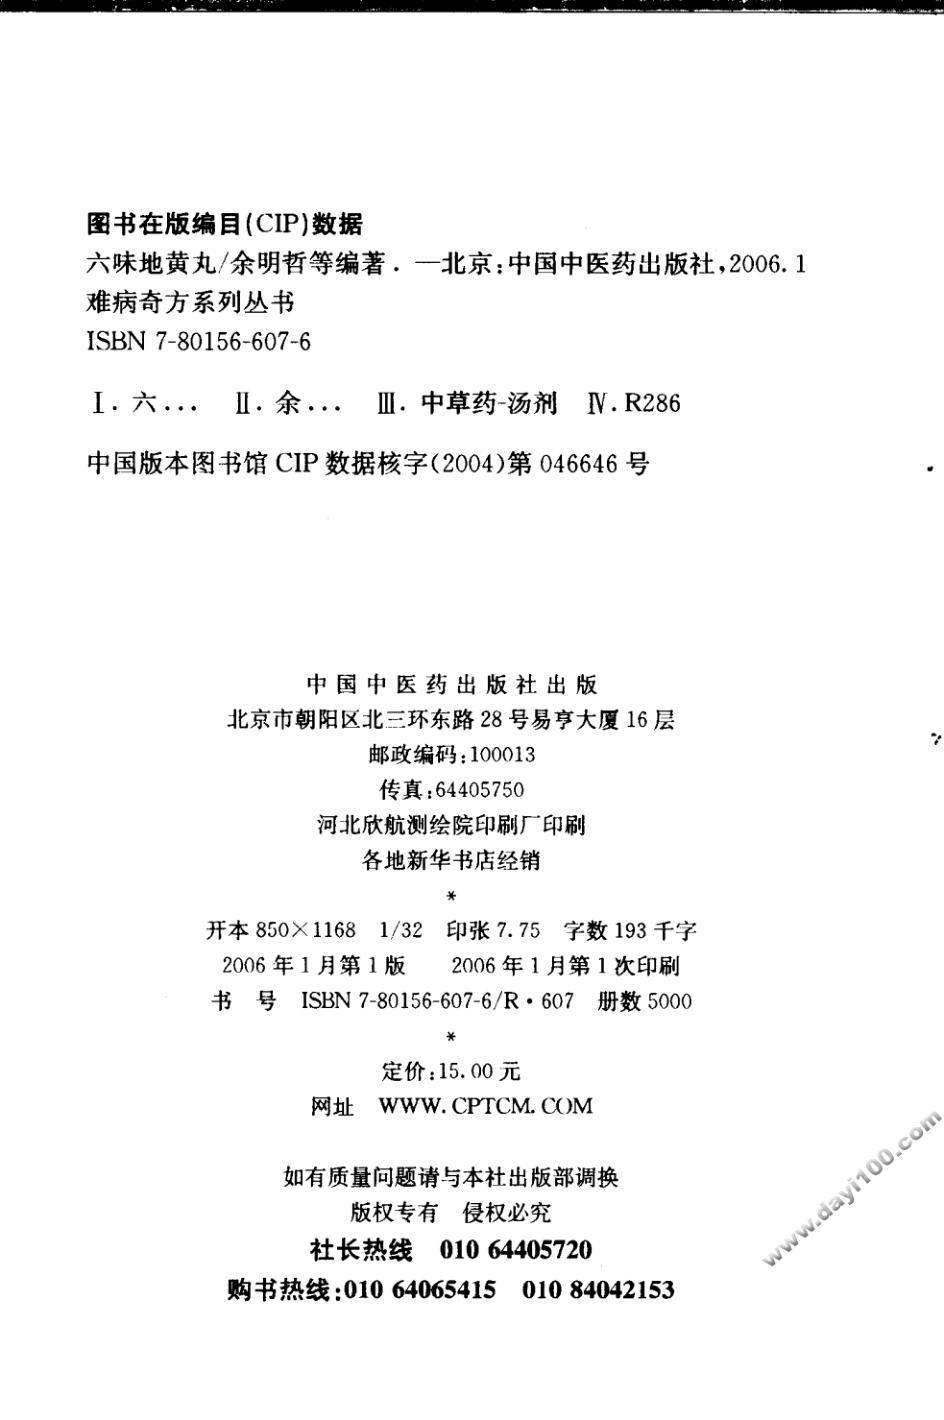 图书在版编目(CIP)数据
六味地黄丸/余明哲等编著.—北京:中国中医药出版社,2006.1
难病奇方系列丛书
ISBN 7-80156-607-6
Ⅰ.六... Ⅱ.余... Ⅲ.中草药-汤剂 Ⅳ.R286
中国版本图书馆 CIP 数据核字(2004)第 046646 号
中国中医药出版社出版
北京市朝阳区北三环东路 28 号易亨大厦 16 层
邮政编码:100013
传真:64405750
河北欣航测绘院印刷厂印刷
各地新华书店经销
*
开本 850×1168 1/32 印张 7.75 字数 193 千字
2006 年 1 月第 1 版 2006 年 1 月第 1 次印刷
书 号 ISBN 7-80156-607-6/R·607 册数 5000
*
定价:15.00 元
网址 WWW.CPTCM.COM
如有质量问题请与本社出版部调换
版权专有 侵权必究
社长热线 010 64405720
购书热线:010 64065415 010 84042153
www.dayi100.com